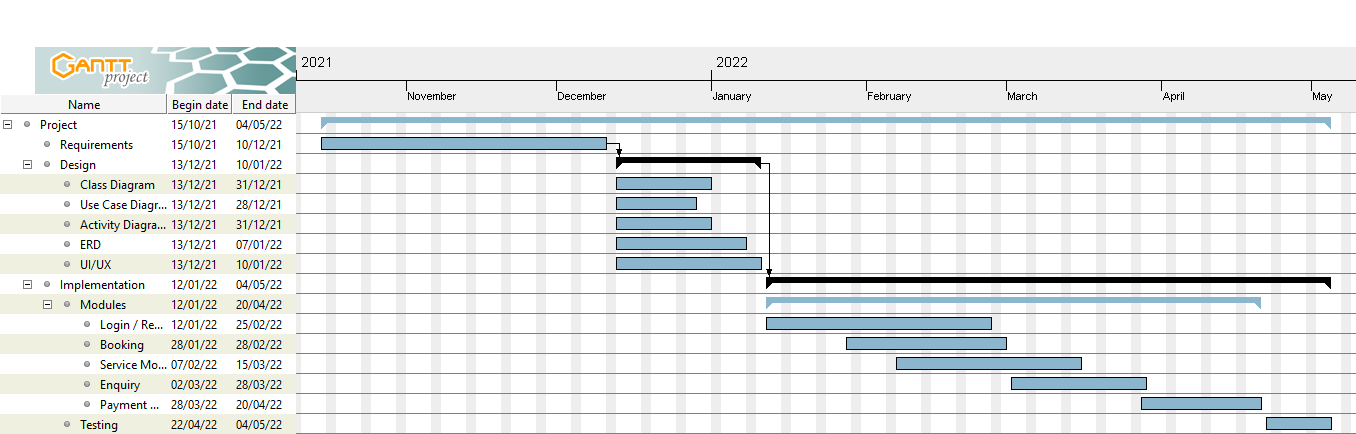 GANTT
project
2021 2022
November December January February March April May
Name Begin date End date
Project 15/10/21 04/05/22
Requirements 15/10/21 10/12/21
Design 13/12/21 10/01/22
Class Diagram 13/12/21 31/12/21
Use Case Diagr... 13/12/21 28/12/21
Activity Diagra... 13/12/21 31/12/21
ERD 13/12/21 07/01/22
UI/UX 13/12/21 10/01/22
Implementation 12/01/22 04/05/22
Modules 12/01/22 20/04/22
Login / Re... 12/01/22 25/02/22
Booking 28/01/22 28/02/22
Service Mo... 07/02/22 15/03/22
Enquiry 02/03/22 28/03/22
Payment ... 28/03/22 20/04/22
Testing 22/04/22 04/05/22